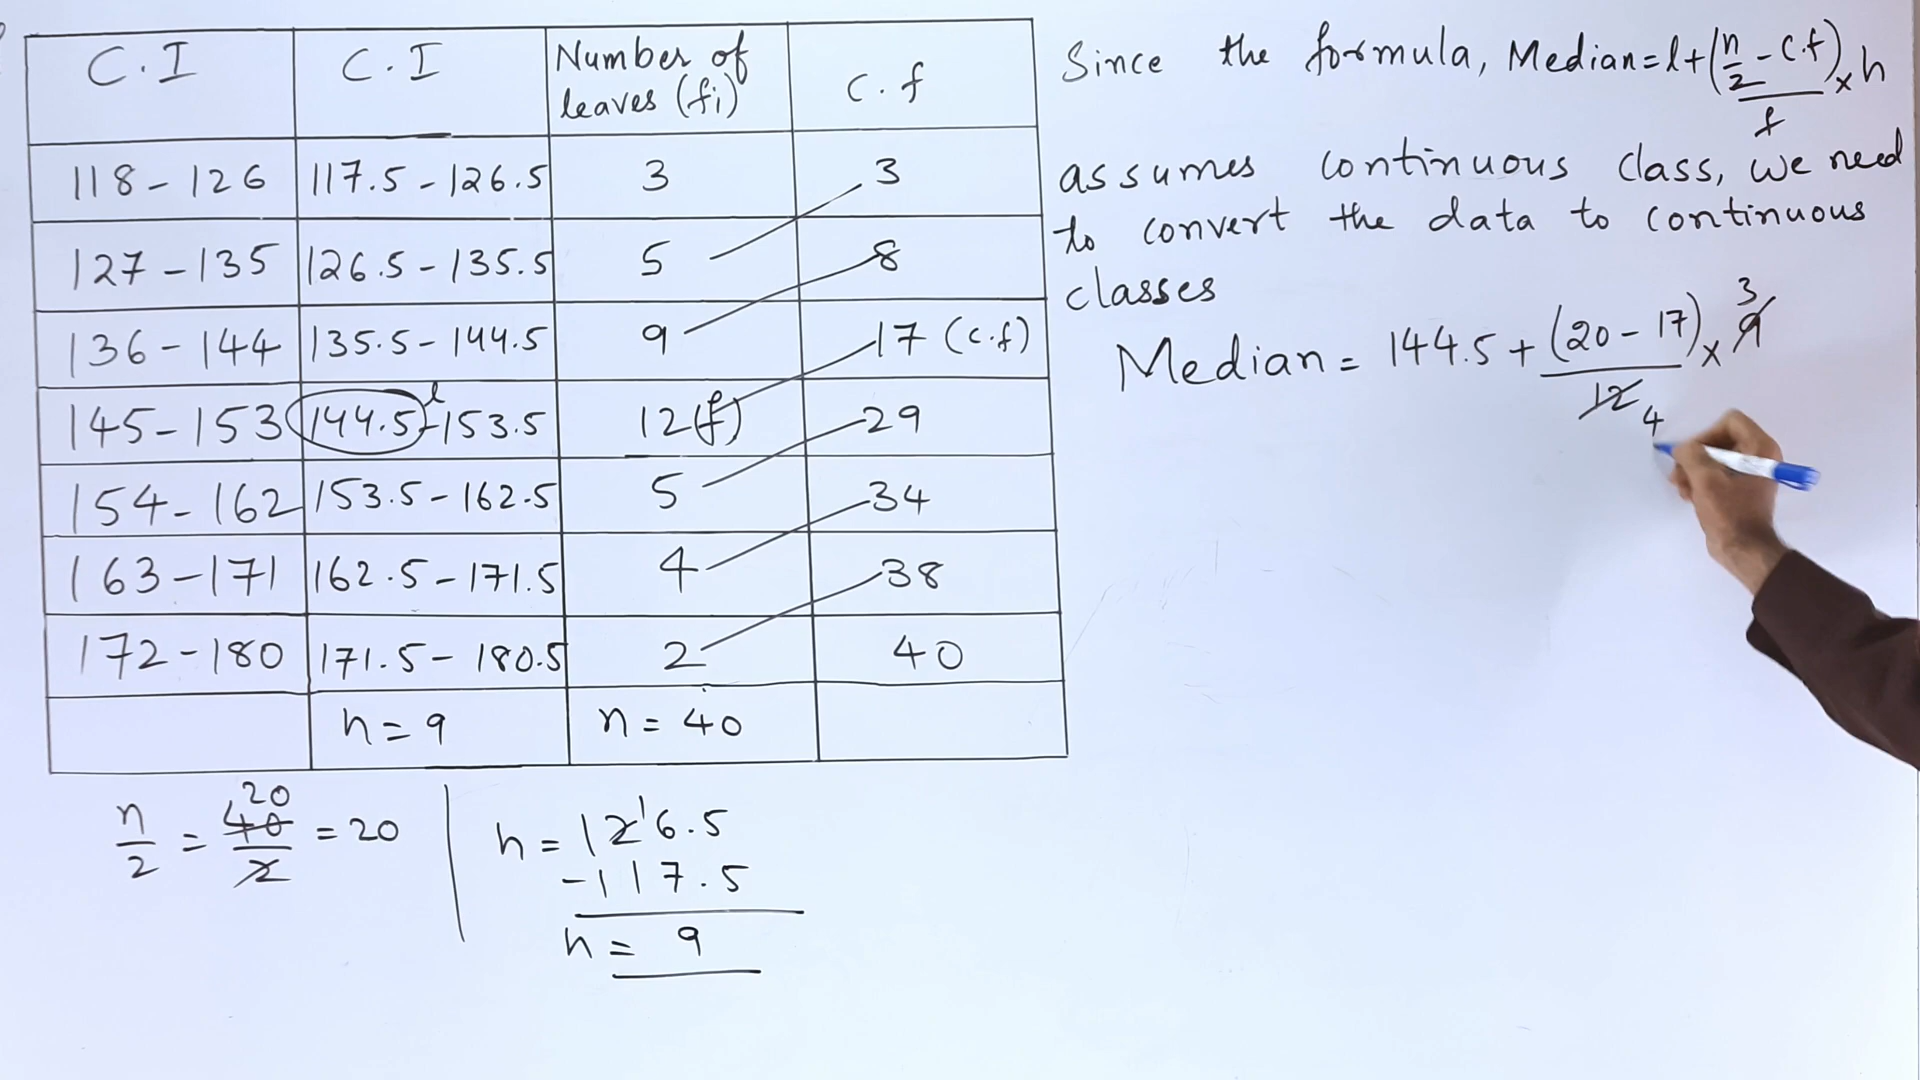 C.I C.I Number of leaves (fi) C.f
118-126 117.5-126.5 3 3
127-135 126.5-135.5 5 8
136-144 135.5-144.5 9 17 (c.f)
145-153 144.5 l -153.5 12(f) 29
154-162 153.5-162.5 5 34
163-171 162.5-171.5 4 38
172-180 171.5-180.5 2 40
h=9 n=40
n/2 = 40/2 20 = 20
h = 126.5
-117.5
h = 9
Since the formula, Median=l+(n/2-c.f)/f×h
assumes continuous class, we need
to convert the data to continuous
classes
Median = 144.5+(20-17)/12 4 × 9 3